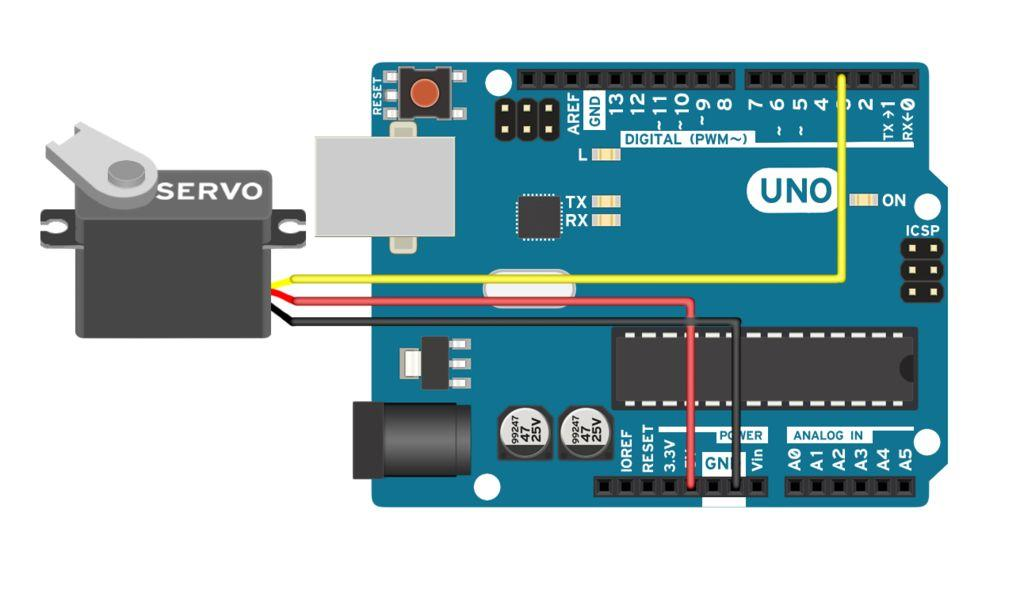 RESET
SERVO
AREF
GND
13
12
~11
~10
~9
8
7
~6
~5
4
3
2
TX→1
RX←0
DIGITAL (PWM~)
L
TX
RX
UNO
ON
ICSP
99247
47
25V
99247
47
25V
POWER
IOREF
RESET
3.3V
GND
Vin
ANALOG IN
A0
A1
A2
A3
A4
A5